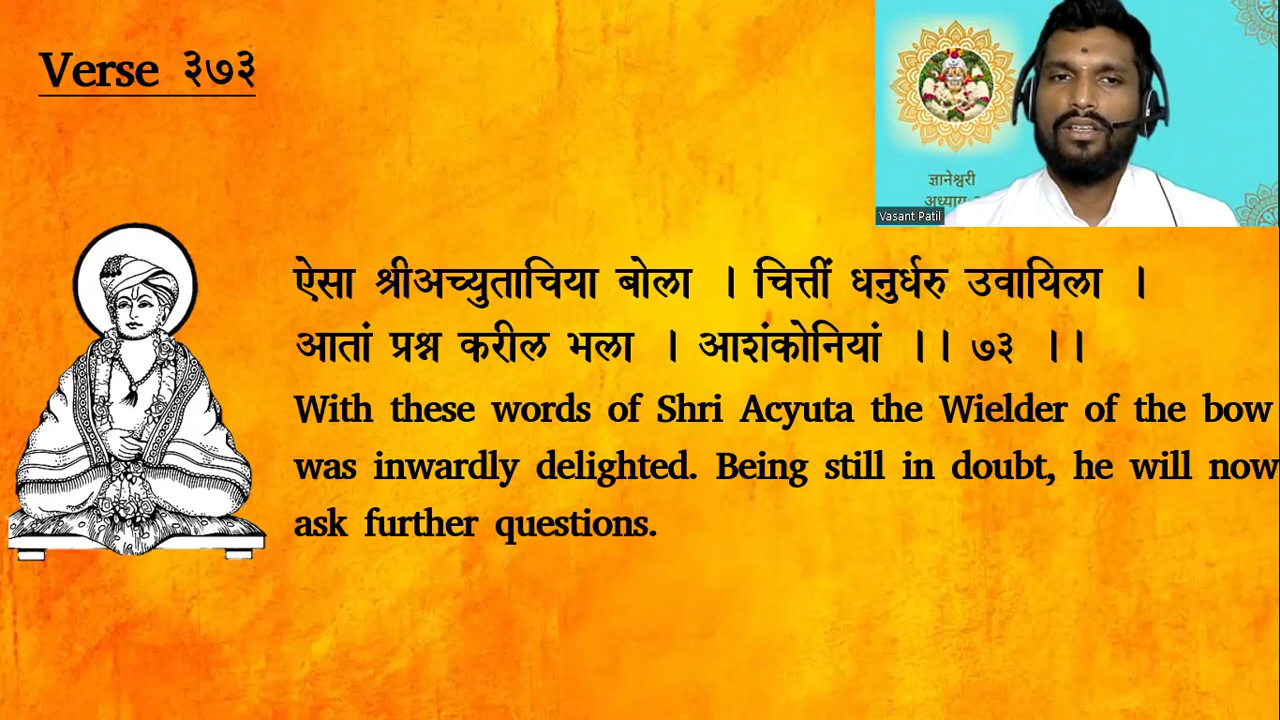 Verse ३७३
ज्ञानेश्वरी
अध्याय
Vasant Patil
ऐसा श्रीअच्युताचिया बोला । चित्तीं धनुर्धरु उवायिला ।
आतां प्रश्न करील भला । आशंकोनियां ।। ७३ ।।
With these words of Shri Acyuta the Wielder of the bow
was inwardly delighted. Being still in doubt, he will now
ask further questions.